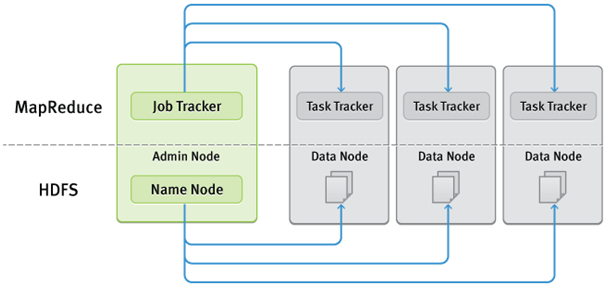 MapReduce
Job Tracker
Task Tracker
Task Tracker
Task Tracker
Admin Node
Data Node
Data Node
Data Node
HDFS
Name Node